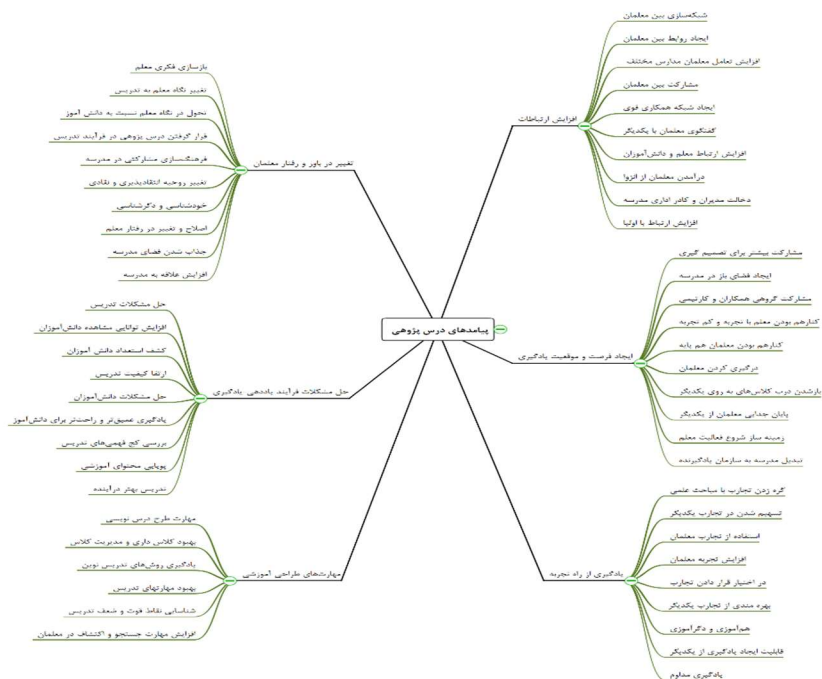 پیامدهای درس پژوهی
افزایش ارتباطات
شبکه‌سازی بین معلمان
ایجاد روابط بین معلمان
افزایش تعامل معلمان مدارس مختلف
مشارکت بین معلمان
ایجاد شبکه همکاری قوی
گفتگوی معلمان با یکدیگر
افزایش ارتباط معلم و دانش‌آموزان
درآمدن معلمان از انزوا
دخالت مدیران و کادر اداری مدرسه
افزایش ارتباط با اولیا
ایجاد فرصت و موقعیت یادگیری
مشارکت بیشتر برای تصمیم گیری
ایجاد فضای باز در مدرسه
مشارکت گروهی همکاران و کارتیمی
کنارهم بودن معلم با تجربه و کم تجربه
کنارهم بودن معلمان هم پایه
درگیری کردن معلمان
بازشدن درب کلاس‌های به روی یکدیگر
پایان جدایی معلمان از یکدیگر
زمینه ساز شروع فعالیت معلم
تبدیل مدرسه به سازمان یادگیرنده
یادگیری از راه تجربه
گره زدن تجارب با مباحث علمی
تسهیم شدن در تجارب یکدیگر
استفاده از تجارب معلمان
افزایش تجربه معلمان
در اختیار قرار دادن تجارب
بهره مندی از تجارب یکدیگر
هم‌آموزی و دگرآموزی
قابلیت ایجاد یادگیری از یکدیگر
یادگیری مداوم
تغییر در باور و رفتار معلمان
بازسازی فکری معلم
تغییر نگاه معلم به تدریس
تحول در نگاه معلم نسبت به دانش آموز
قرار گرفتن درس پژوهی در فرآیند تدریس
فرهنگ‌سازی مشارکتی در مدرسه
تغییر روحیه انتقادپذیری و نقادی
خودشناسی و دگرشناسی
اصلاح و تغییر در رفتار معلم
جذاب شدن فضای مدرسه
افزایش علاقه به مدرسه
حل مشکلات فرآیند یاددهی یادگیری
حل مشکلات تدریس
افزایش توانایی مشاهده دانش‌آموزان
کشف استعداد دانش آموزان
ارتقا کیفیت تدریس
حل مشکلات دانش‌آموزان
یادگیری عمیق‌تر و راحت‌تر برای دانش‌آموز
بررسی کج فهمی‌های تدریس
پویایی محتوای آموزشی
تدریس بهتر درآینده
مهارت‌های طراحی آموزشی
مهارت طرح درس نویسی
بهبود کلاس داری و مدیریت کلاس
یادگیری روش‌های تدریس نوین
بهبود مهارتهای تدریس
شناسایی نقاط قوت و ضعف تدریس
افزایش مهارت جستجو و اکتشاف در معلمان